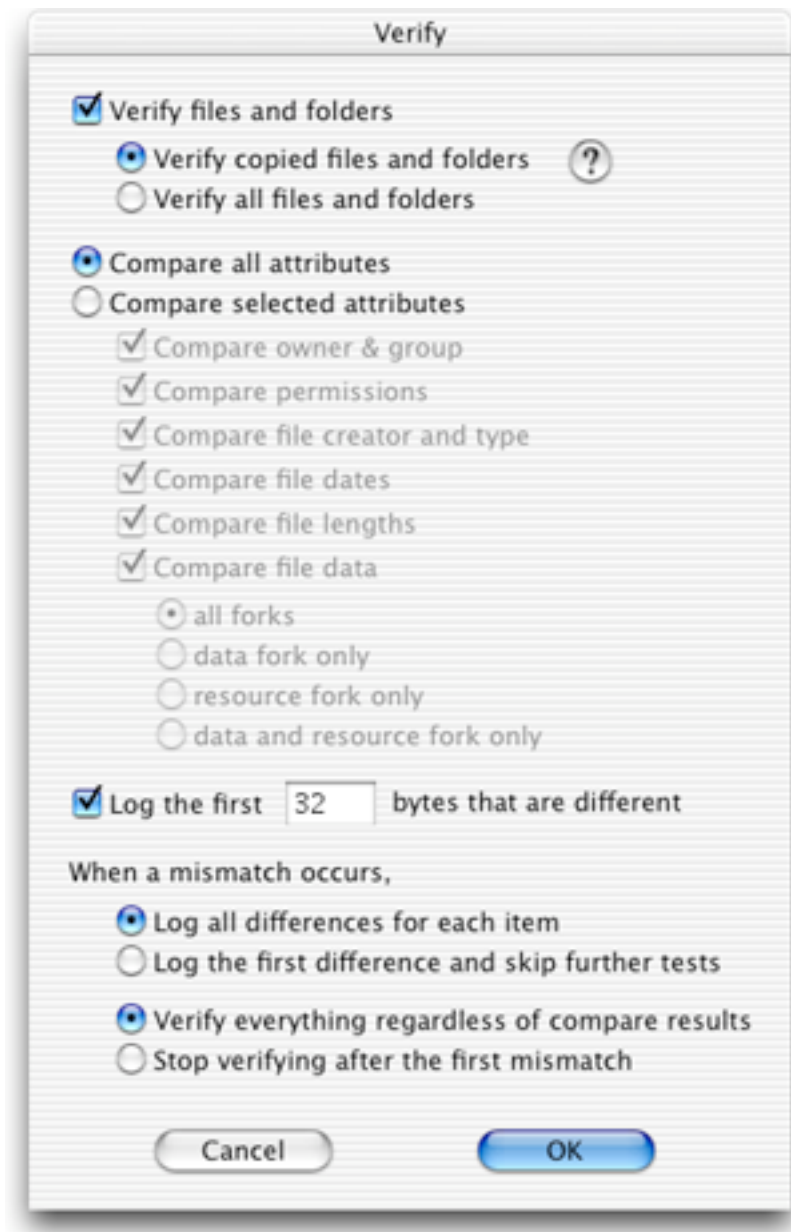 Verify
Verify files and folders
Verify copied files and folders ?
Verify all files and folders
Compare all attributes
Compare selected attributes
Compare owner & group
Compare permissions
Compare file creator and type
Compare file dates
Compare file lengths
Compare file data
all forks
data fork only
resource fork only
data and resource fork only
Log the first 32 bytes that are different
When a mismatch occurs,
Log all differences for each item
Log the first difference and skip further tests
Verify everything regardless of compare results
Stop verifying after the first mismatch
Cancel OK